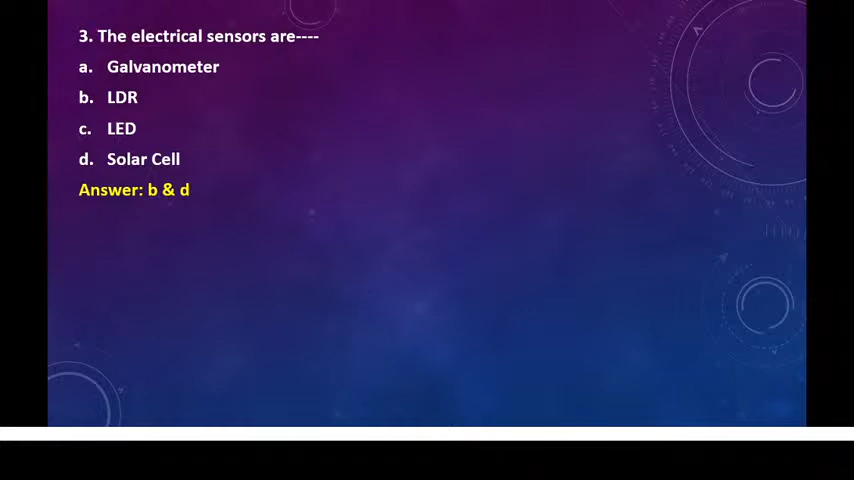 3. The electrical sensors are----
a. Galvanometer
b. LDR
c. LED
d. Solar Cell
Answer: b & d